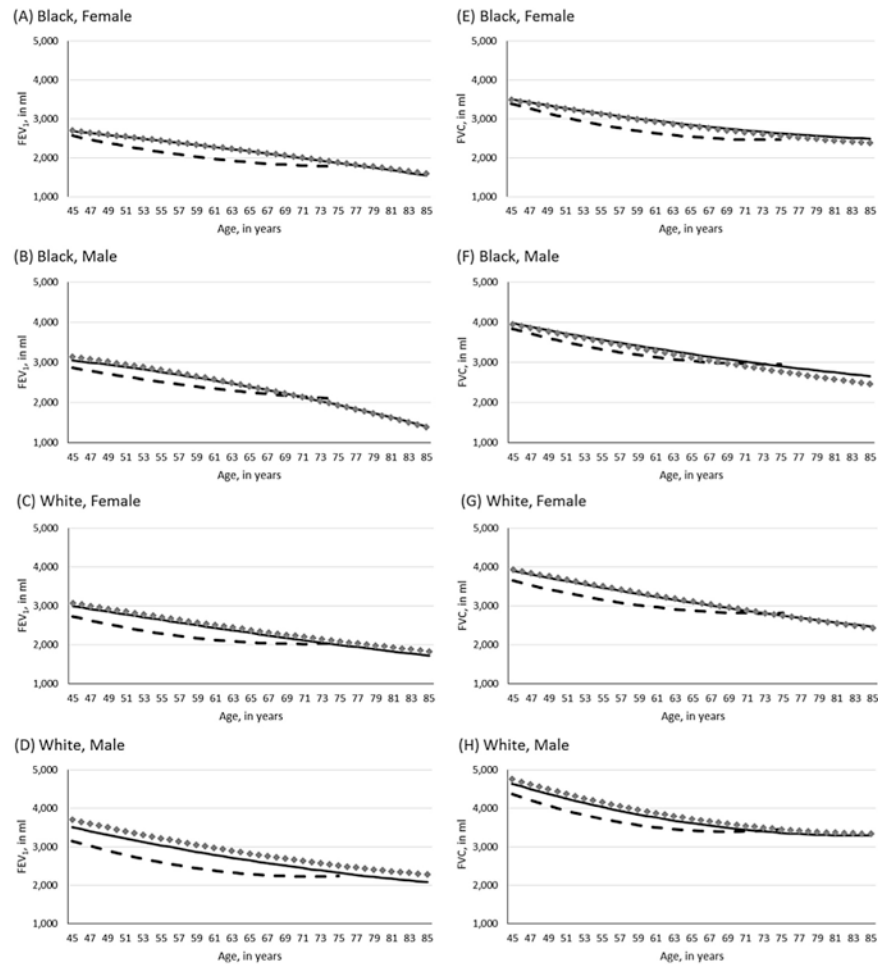 (A) Black, Female
5,000
4,000
3,000
2,000
1,000
FEV1, in ml
45 47 49 51 53 55 57 59 61 63 65 67 69 71 73 75 77 79 81 83 85
Age, in years
(B) Black, Male
5,000
4,000
3,000
2,000
1,000
FEV1, in ml
45 47 49 51 53 55 57 59 61 63 65 67 69 71 73 75 77 79 81 83 85
Age, in years
(C) White, Female
5,000
4,000
3,000
2,000
1,000
FEV1, in ml
45 47 49 51 53 55 57 59 61 63 65 67 69 71 73 75 77 79 81 83 85
Age, in years
(D) White, Male
5,000
4,000
3,000
2,000
1,000
FEV1, in ml
45 47 49 51 53 55 57 59 61 63 65 67 69 71 73 75 77 79 81 83 85
Age, in years
(E) Black, Female
5,000
4,000
3,000
2,000
1,000
FVC, in ml
45 47 49 51 53 55 57 59 61 63 65 67 69 71 73 75 77 79 81 83 85
Age, in years
(F) Black, Male
5,000
4,000
3,000
2,000
1,000
FVC, in ml
45 47 49 51 53 55 57 59 61 63 65 67 69 71 73 75 77 79 81 83 85
Age, in years
(G) White, Female
5,000
4,000
3,000
2,000
1,000
FVC, in ml
45 47 49 51 53 55 57 59 61 63 65 67 69 71 73 75 77 79 81 83 85
Age, in years
(H) White, Male
5,000
4,000
3,000
2,000
1,000
FVC, in ml
45 47 49 51 53 55 57 59 61 63 65 67 69 71 73 75 77 79 81 83 85
Age, in years